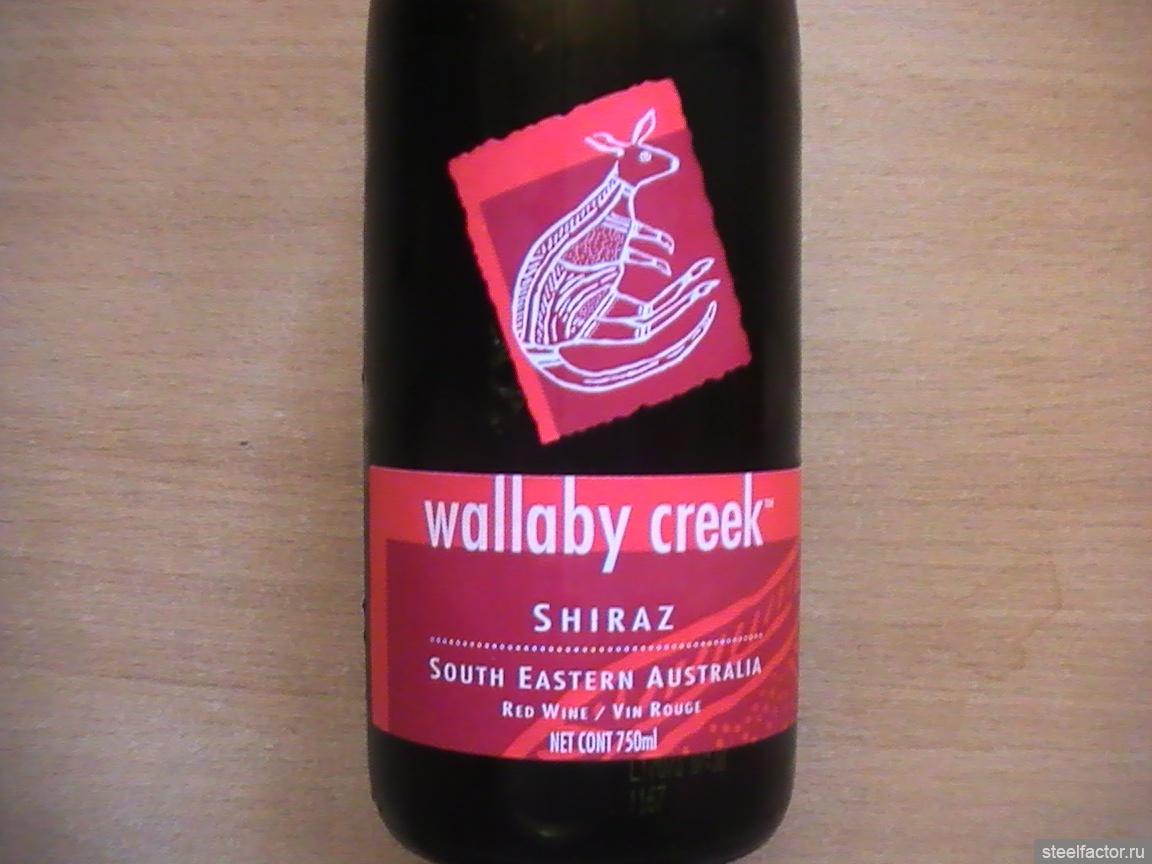 wallaby creek™
SHIRAZ
SOUTH EASTERN AUSTRALIA
RED WINE / VIN ROUGE
NET CONT 750ml
steelfactor.ru